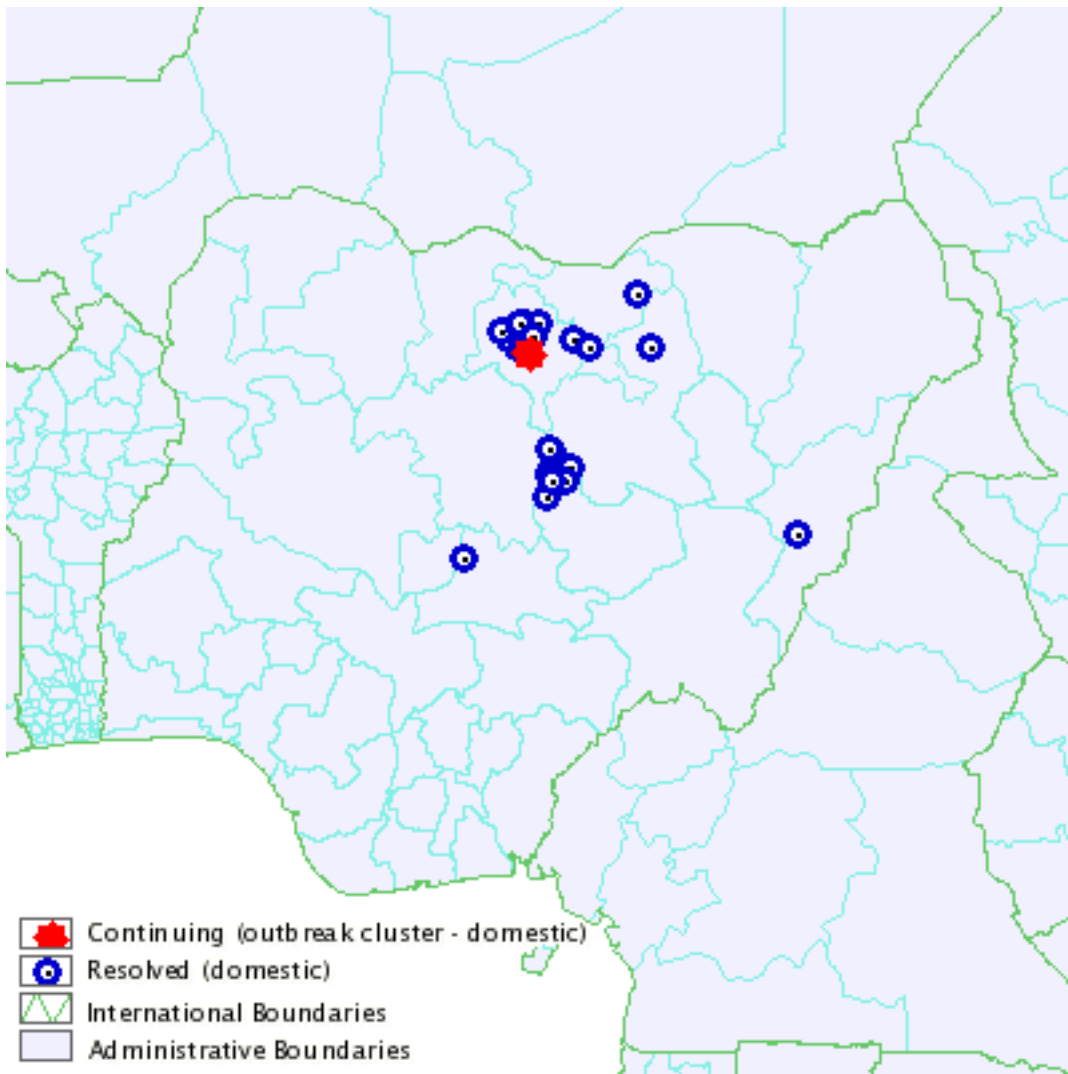 Continuing (outbreak cluster - domestic)
Resolved (domestic)
International Boundaries
Administrative Boundaries